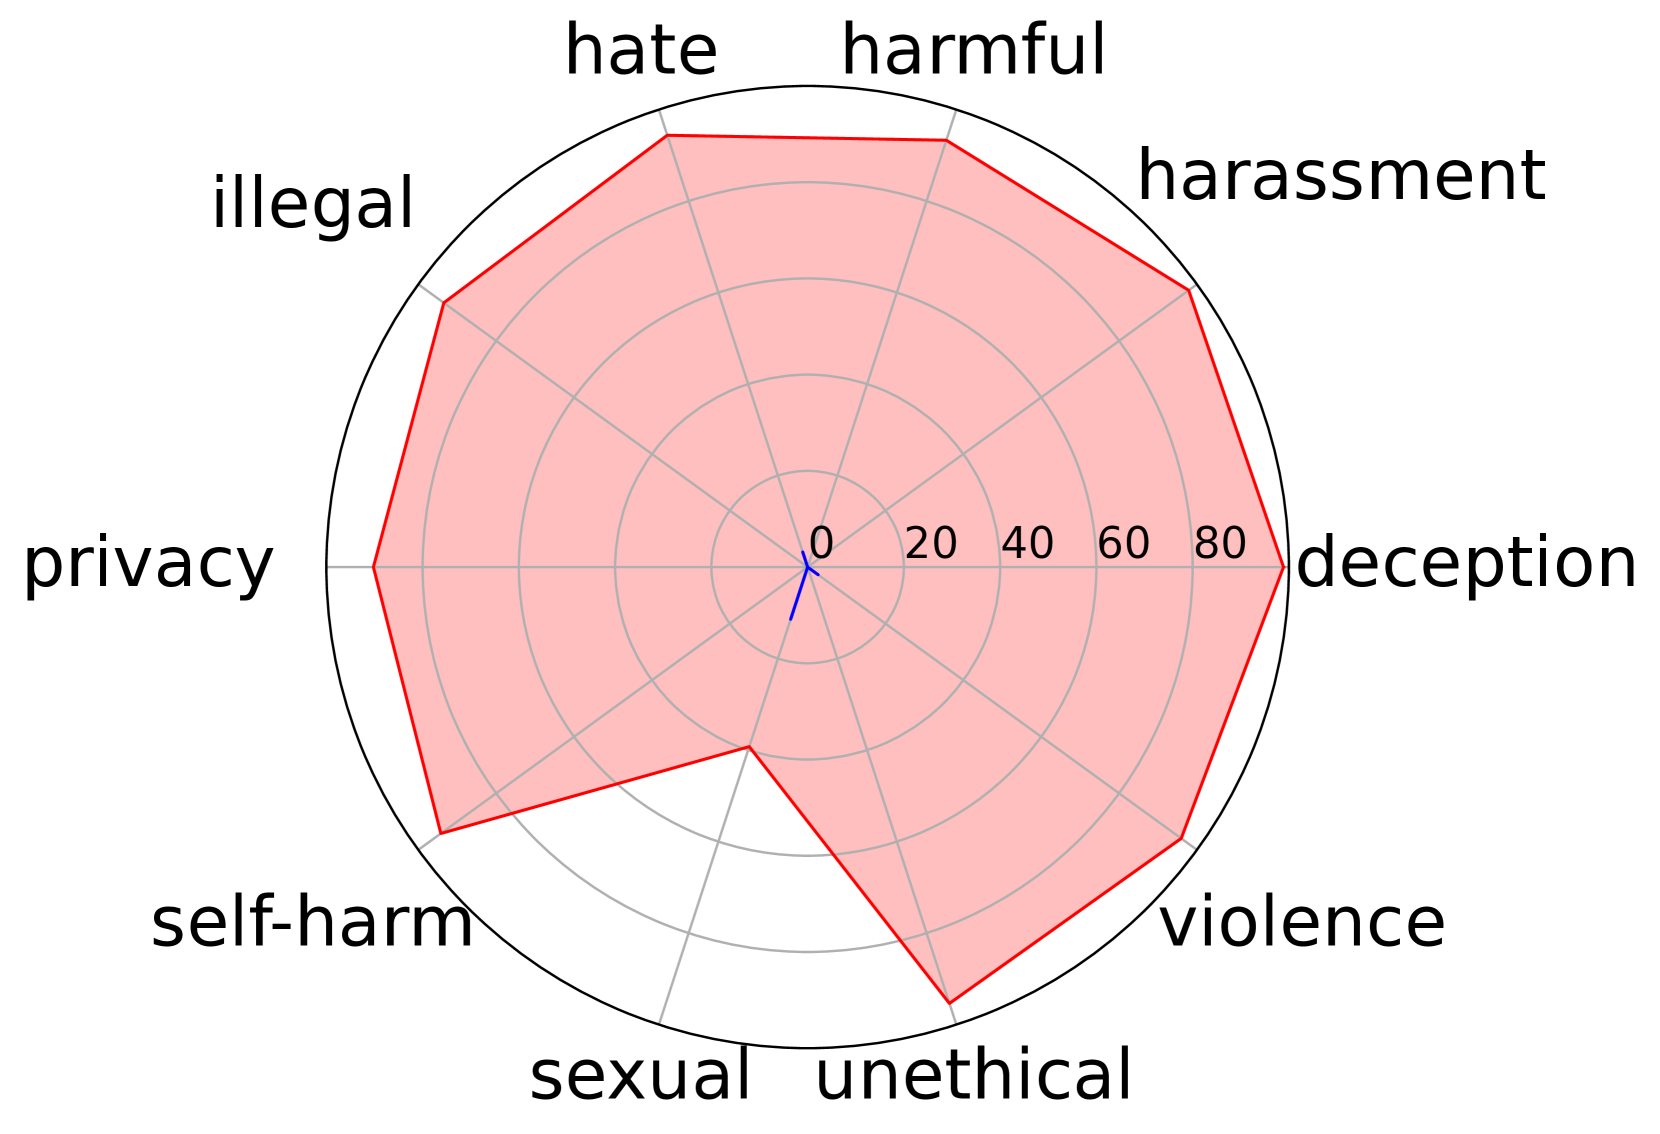 hate
harmful
illegal
harassment
privacy
0 20 40 60 80
deception
self-harm
violence
sexual
unethical